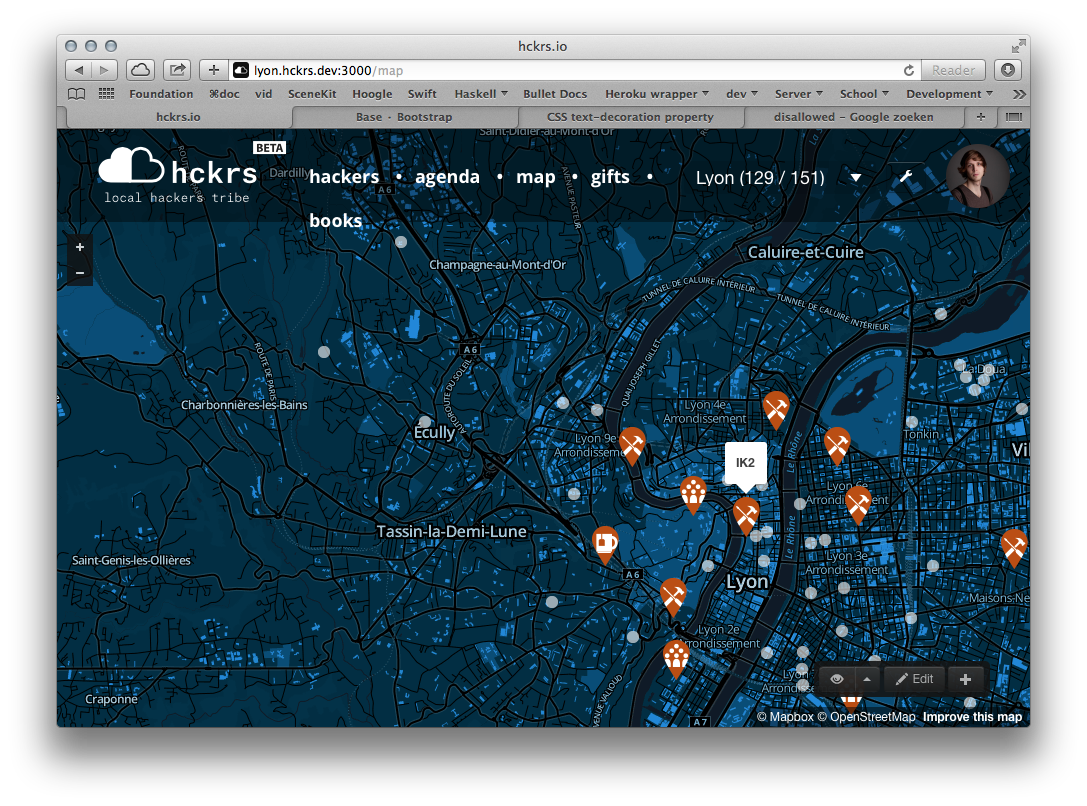 hckrs.io
lyon.hckrs.dev:3000/map
Reader
Foundation ⌘doc vid SceneKit Hoogle Swift Haskell Bullet Docs Heroku wrapper dev Server School Development
hckrs.io
Base · Bootstrap
CSS text-decoration property
disallowed – Google zoeken
Saint-Didier-au-Mont-d'Or
BETA
hckrs
local hackers tribe
Dardilly
hackers • agenda • map • gifts •
books
Lyon (129 / 151)
A6
AVENUE PASTEUR
+
−
Champagne-au-Mont-d'Or
Caluire-et-Cuire
TUNNEL DE CALUIRE INTÉRIEUR
TUNNEL DE CALUIRE INTÉRIEUR
A6
ROUTE DE PARIS
AUTOROUTE DU SOLEIL
QUAI JOSEPH GILLET
La Doua
Charbonnières-les-Bains
Lyon 4e
Arrondissement
Écully
Lyon 9e
Arrondissement
Tonkin
Le Rhône
IK2
Lyon 6e
Arrondissement
Tassin-la-Demi-Lune
Le Rhône
Saint-Genis-les-Ollières
Lyon 3e
Arrondissement
A6
Lyon
Lyon 2e
Arrondissement
Craponne
Edit
+
A7
© Mapbox © OpenStreetMap Improve this map